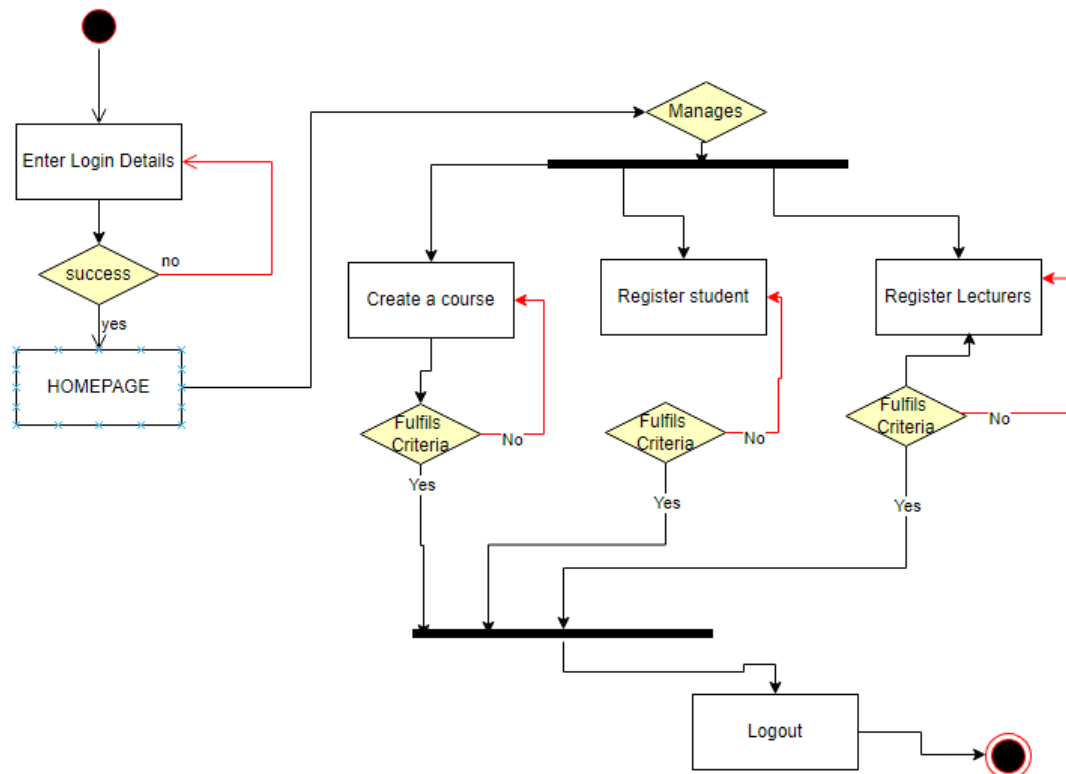 Manages
Enter Login Details
success
no
yes
Create a course
Register student
Register Lecturers
HOMEPAGE
Fulfils
Criteria
No
Fulfils
Criteria
No
Fulfils
Criteria
No
Yes
Yes
Yes
Logout